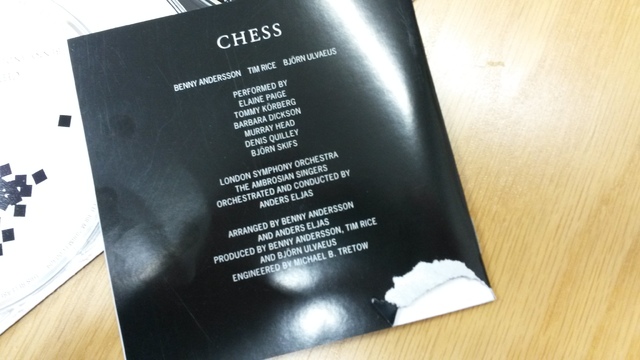 CHESS
BENNY ANDERSSON TIM RICE BJÖRN ULVAEUS
PERFORMED BY
ELAINE PAIGE
TOMMY KÖRBERG
BARBARA DICKSON
MURRAY HEAD
DENIS QUILLEY
BJÖRN SKIFS
LONDON SYMPHONY ORCHESTRA
THE AMBROSIAN SINGERS
ORCHESTRATED AND CONDUCTED BY
ANDERS ELJAS
ARRANGED BY BENNY ANDERSSON
AND ANDERS ELJAS
PRODUCED BY BENNY ANDERSSON, TIM RICE
AND BJÖRN ULVAEUS
ENGINEERED BY MICHAEL B. TRETOW